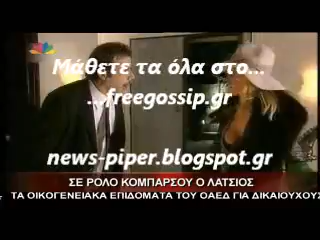 Μάθετε τα όλα στο...
...freegossip.gr
news-piper.blogspot.gr
ΣΕ ΡΟΛΟ ΚΟΜΠΑΡΣΟΥ Ο ΛΑΤΣΙΟΣ
ΤΑ ΟΙΚΟΓΕΝΕΙΑΚΑ ΕΠΙΔΟΜΑΤΑ ΤΟΥ ΟΑΕΔ ΓΙΑ ΔΙΚΑΙΟΥΧΟΥΣ